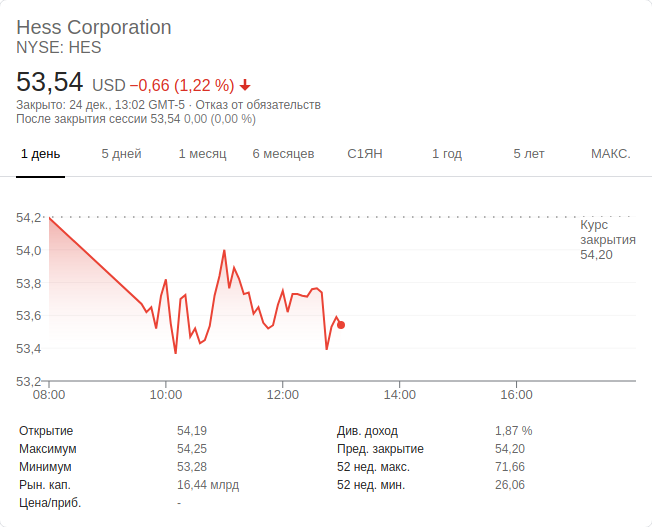 Hess Corporation
NYSE: HES
53,54 USD −0,66 (1,22 %)
Закрыто: 24 дек., 13:02 GMT-5 · Отказ от обязательств
После закрытия сессии 53,54 0,00 (0,00 %)
1 день 5 дней 1 месяц 6 месяцев С1ЯН 1 год 5 лет МАКС.
54,2
Курс
закрытия
54,20
54,0
53,8
53,6
53,4
53,2
08:00 10:00 12:00 14:00 16:00
Открытие 54,19 Див. доход 1,87 %
Максимум 54,25 Пред. закрытие 54,20
Минимум 53,28 52 нед. макс. 71,66
Рын. кап. 16,44 млрд 52 нед. мин. 26,06
Цена/приб. -